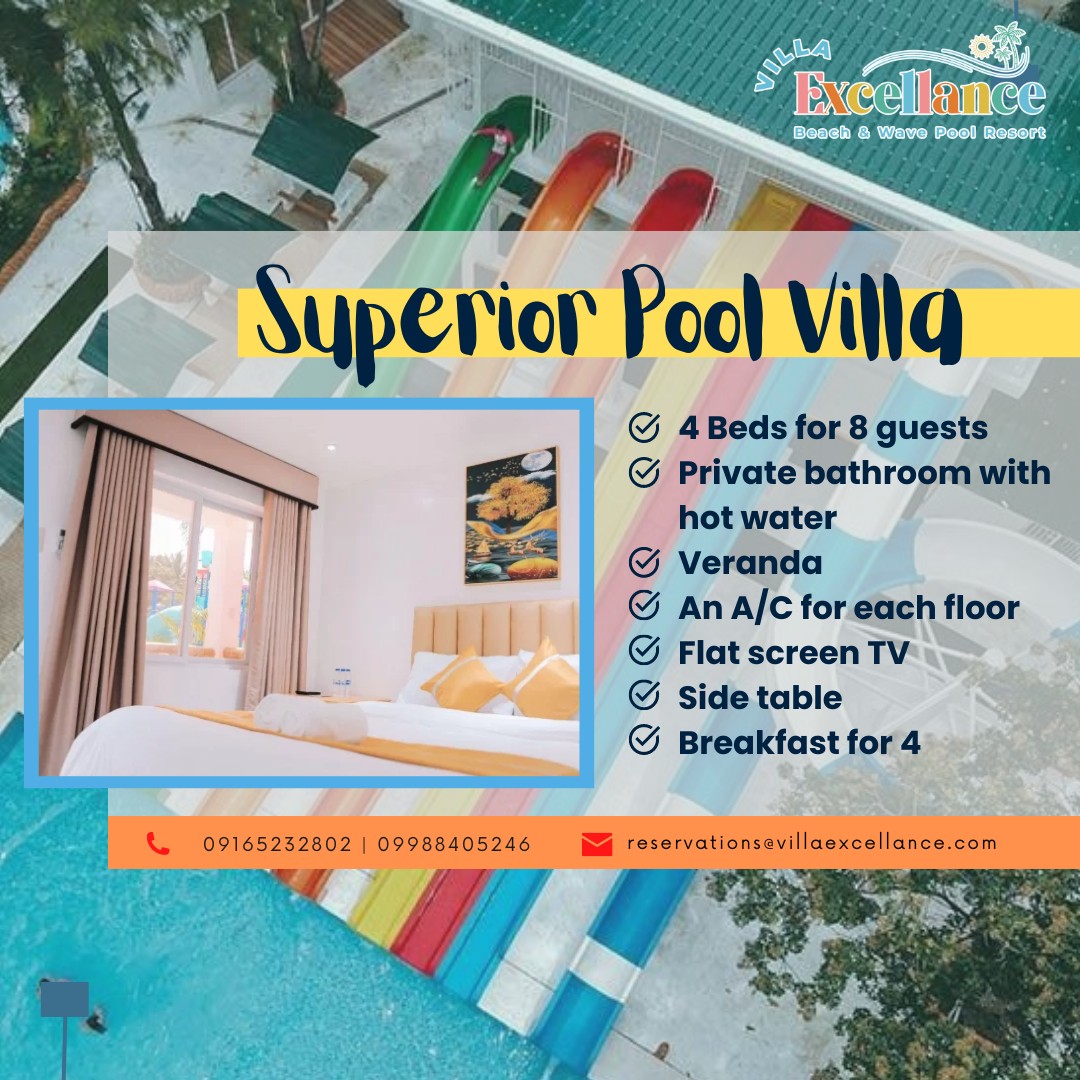 VILLA
Excellance
Beach & Wave Pool Resort
Superior Pool Villa
4 Beds for 8 guests
Private bathroom with
hot water
Veranda
An A/C for each floor
Flat screen TV
Side table
Breakfast for 4
09165232802 | 09988405246
reservations@villaexcellance.com